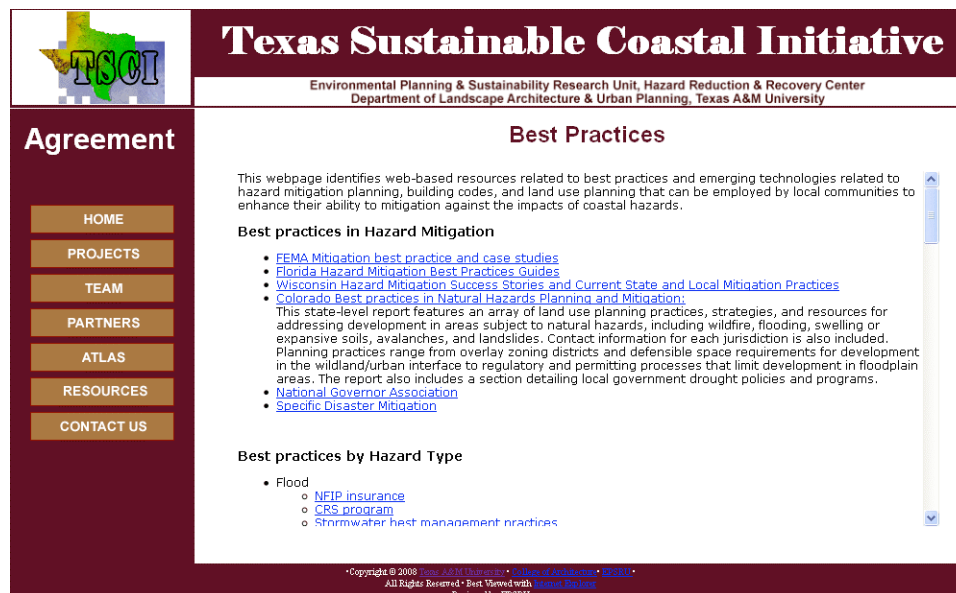 TSCI
Texas Sustainable Coastal Initiative
Environmental Planning & Sustainability Research Unit, Hazard Reduction & Recovery Center
Department of Landscape Architecture & Urban Planning, Texas A&M University
Agreement
HOME
PROJECTS
TEAM
PARTNERS
ATLAS
RESOURCES
CONTACT US
Best Practices
This webpage identifies web-based resources related to best practices and emerging technologies related to
hazard mitigation planning, building codes, and land use planning that can be employed by local communities to
enhance their ability to mitigation against the impacts of coastal hazards.
Best practices in Hazard Mitigation
• FEMA Mitigation best practice and case studies
• Florida Hazard Mitigation Best Practices Guides
• Wisconsin Hazard Mitigation Success Stories and Current State and Local Mitigation Practices
• Colorado Best practices in Natural Hazards Planning and Mitigation:
This state-level report features an array of land use planning practices, strategies, and resources for
addressing development in areas subject to natural hazards, including wildfire, flooding, swelling or
expansive soils, avalanches, and landslides. Contact information for each jurisdiction is also included.
Planning practices range from overlay zoning districts and defensible space requirements for development
in the wildland/urban interface to regulatory and permitting processes that limit development in floodplain
areas. The report also includes a section detailing local government drought policies and programs.
• National Governor Association
• Specific Disaster Mitigation
Best practices by Hazard Type
• Flood
o NFIP insurance
o CRS program
o Stormwater best management practices
•Copyright © 2008 Texas A&M University • College of Architecture • EPSRU •
All Rights Reserved • Best Viewed with Internet Explorer